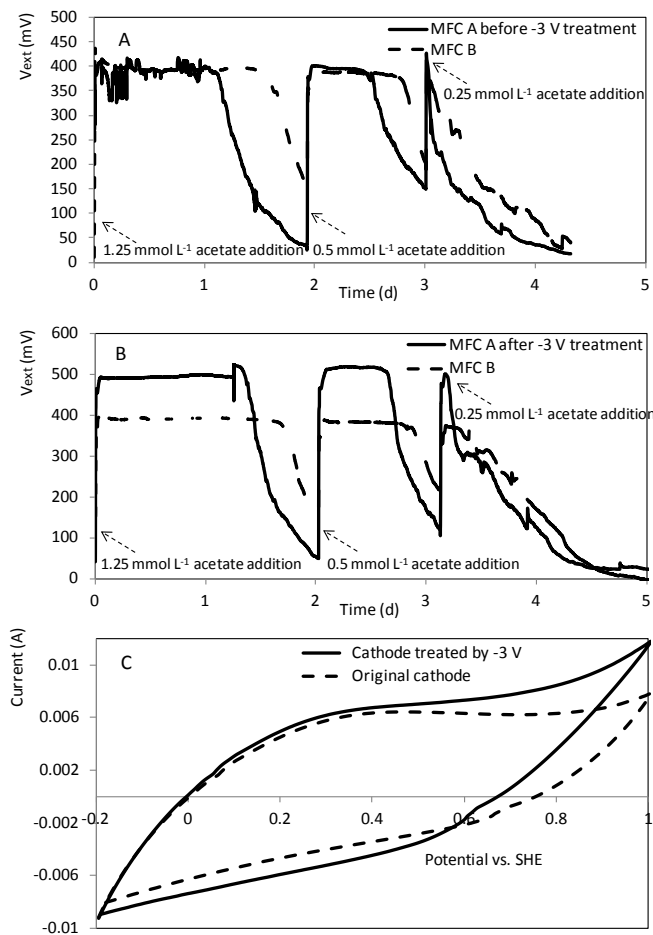 A
MFC A before -3 V treatment
MFC B
Vext (mV)
500
450
400
350
300
250
200
150
100
50
0
0.25 mmol L-1 acetate addition
1.25 mmol L-1 acetate addition
0.5 mmol L-1 acetate addition
0 1 2 3 4 5
Time (d)
B
MFC A after -3 V treatment
MFC B
Vext (mV)
600
500
400
300
200
100
0
0.25 mmol L-1 acetate addition
1.25 mmol L-1 acetate addition
0.5 mmol L-1 acetate addition
0 1 2 3 4 5
Time (d)
C
Cathode treated by -3 V
Original cathode
Current (A)
0.01
0.006
0.002
-0.002
-0.006
-0.01
-0.2 0 0.2 0.4 0.6 0.8 1
Potential vs. SHE